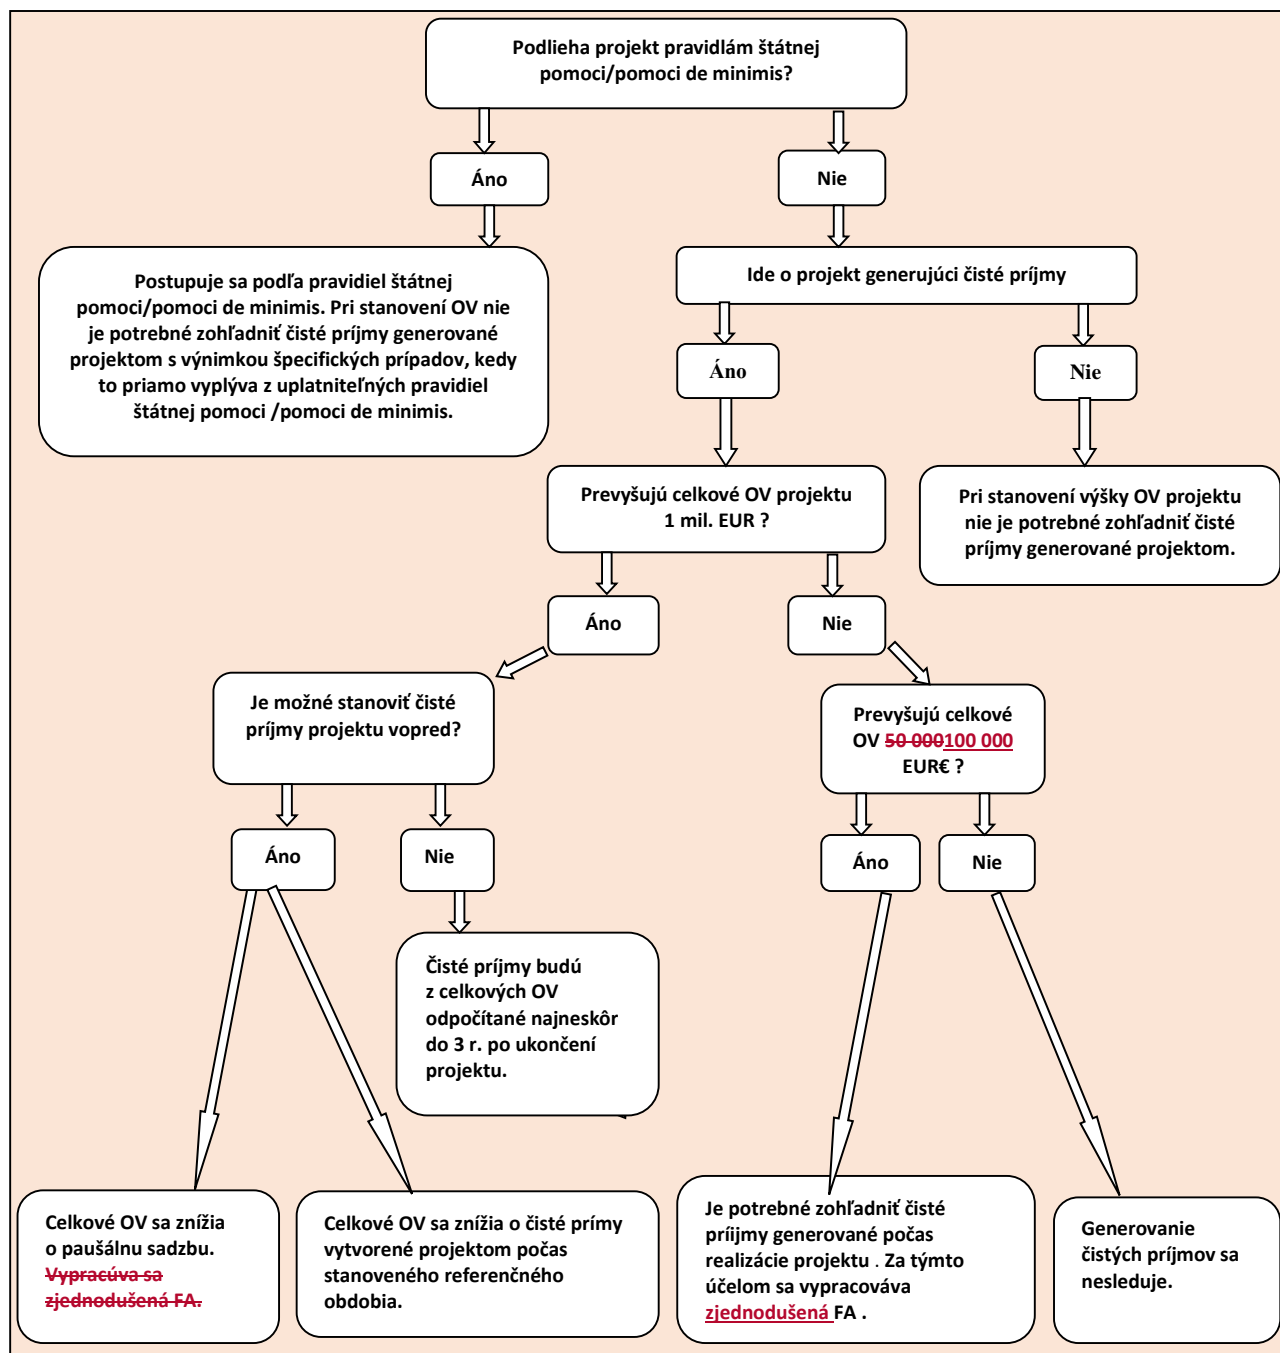 Podlieha projekt pravidlám štátnej
pomoci/pomoci de minimis?
Áno
Nie
Postupuje sa podľa pravidiel štátnej
pomoci/pomoci de minimis. Pri stanovení OV nie
je potrebné zohľadniť čisté príjmy generované
projektom s výnimkou špecifických prípadov, kedy
to priamo vyplýva z uplatniteľných pravidiel
štátnej pomoci /pomoci de minimis.
Ide o projekt generujúci čisté príjmy
Áno
Nie
Prevyšujú celkové OV projektu
1 mil. EUR ?
Pri stanovení výšky OV projektu
nie je potrebné zohľadniť čisté
príjmy generované projektom.
Áno
Nie
Je možné stanoviť čisté
príjmy projektu vopred?
Prevyšujú celkové
OV 50 000100 000
EUR€ ?
Áno
Nie
Áno
Nie
Čisté príjmy budú
z celkových OV
odpočítané najneskôr
do 3 r. po ukončení
projektu.
Celkové OV sa znížia
o paušálnu sadzbu.
Vypracúva sa
zjednodušená FA.
Celkové OV sa znížia o čisté prímy
vytvorené projektom počas
stanoveného referenčného
obdobia.
Je potrebné zohľadniť čisté
príijmy generované počas
realizácie projektu . Za týmto
účelom sa vypracováva
zjednodušená FA .
Generovanie
čistých príjmov sa
nesleduje.